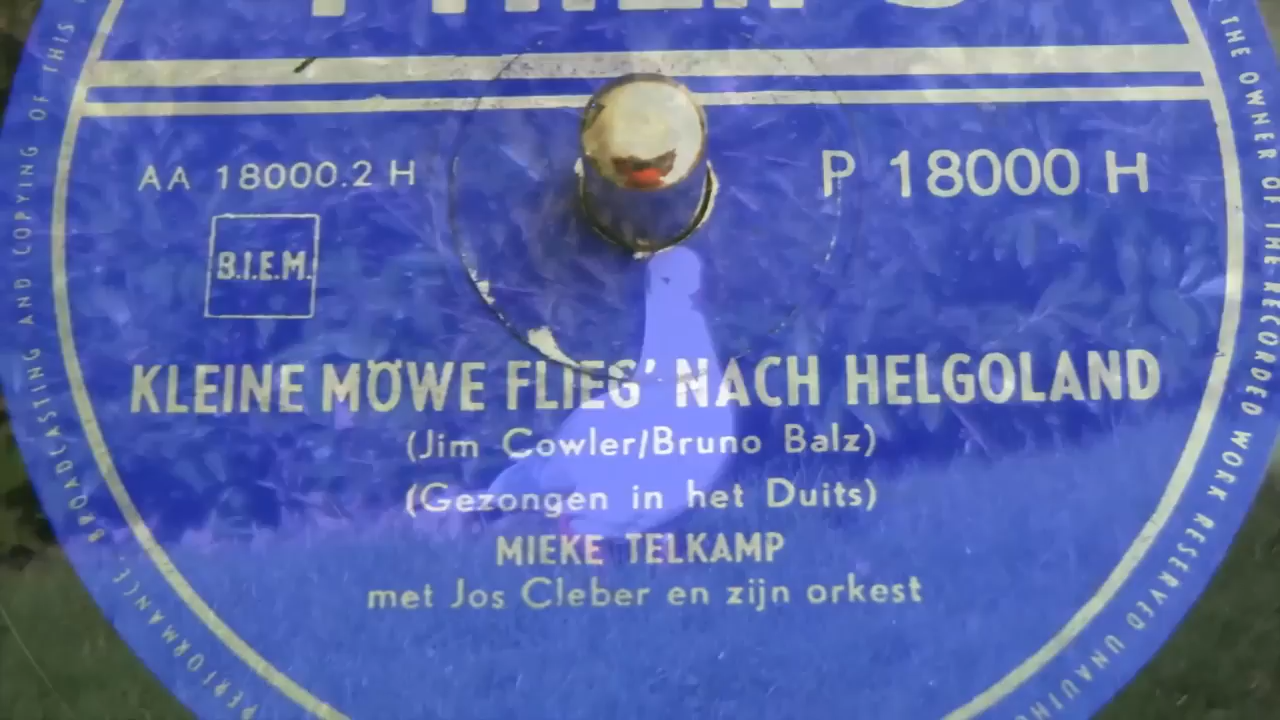 AA 18000.2 H
P 18000 H
B.I.E.M.
KLEINE MÖWE FLIEG' NACH HELGOLAND
(Jim Cowler/Bruno Balz)
(Gezongen in het Duits)
MIEKE TELKAMP
met Jos Cleber en zijn orkest
THE OWNER OF THE RECORDED WORK RESERVED
PERFORMANCE, BROADCASTING AND COPYING OF THIS